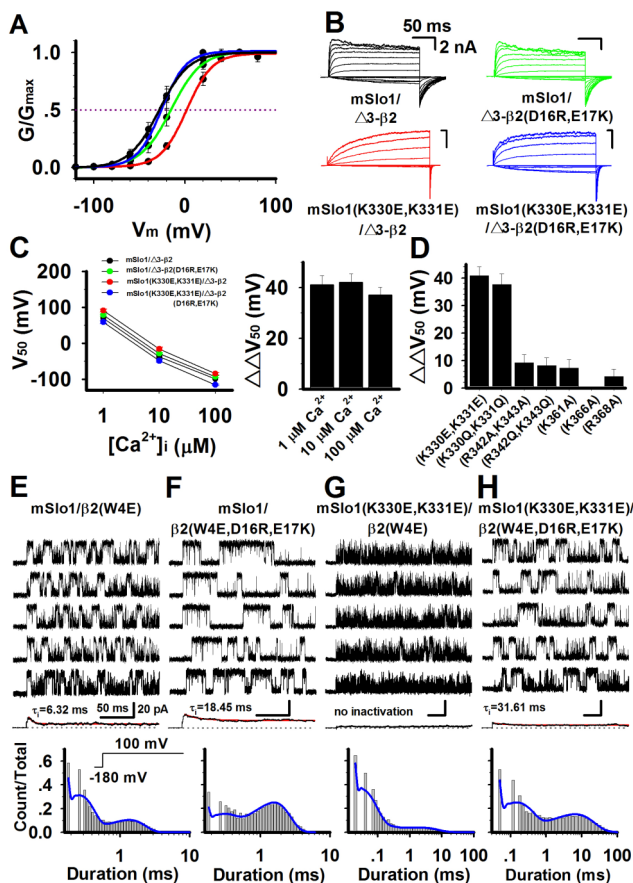 A
G/Gmax
1.0
.5
0.0
-100
0
100
Vm (mV)
B
50 ms
2 nA
mSlo1/
△3-β2
mSlo1/
△3-β2(D16R,E17K)
mSlo1(K330E,K331E)
/△3-β2
mSlo1(K330E,K331E)
/△3-β2(D16R,E17K)
C
mSlo1/△3-β2
mSlo1/△3-β2(D16R,E17K)
mSlo1(K330E,K331E)/△3-β2
mSlo1(K330E,K331E)/△3-β2
(D16R,E17K)
V50 (mV)
200
100
0
-100
1
10
100
[Ca2+]i (μM)
△△V50 (mV)
40
20
0
1 μM Ca2+
10 μM Ca2+
100 μM Ca2+
D
△△V50 (mV)
50
40
30
20
10
0
(K330E,K331E)
(K330Q,K331Q)
(R342A,K343A)
(R342Q,K343Q)
(K361A)
(K366A)
(R368A)
E
mSlo1/β2(W4E)
τi=6.32 ms
50 ms
20 pA
F
mSlo1/
β2(W4E,D16R,E17K)
τi=18.45 ms
G
mSlo1(K330E,K331E)/
β2(W4E)
no inactivation
H
mSlo1(K330E,K331E)/
β2(W4E,D16R,E17K)
τi=31.61 ms
Count/Total
.6
.4
.2
.0
100 mV
-180 mV
1
10
Duration (ms)
1
10
Duration (ms)
.1
1
10
100
Duration (ms)
.1
1
10
100
Duration (ms)